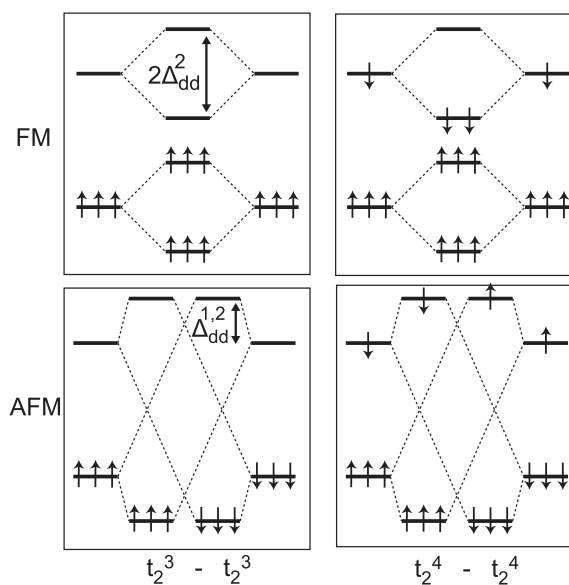 2Δ²dd
FM
Δ¹,²dd
AFM
t₂³ - t₂³
t₂⁴ - t₂⁴